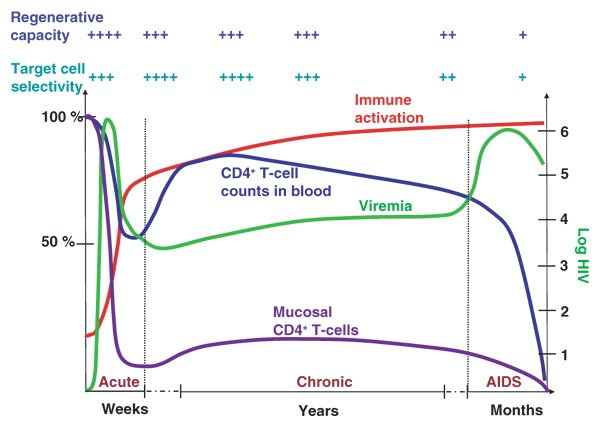 Regenerative
capacity
++++ +++ +++ +++ ++ +
Target cell
selectivity
+++ ++++ ++++ +++ ++ +
100 %
50 %
Immune
activation
CD4⁺ T-cell
counts in blood
Viremia
Mucosal
CD4⁺ T-cells
6
5
4
3
2
1
Log HIV
Acute Chronic AIDS
Weeks Years Months